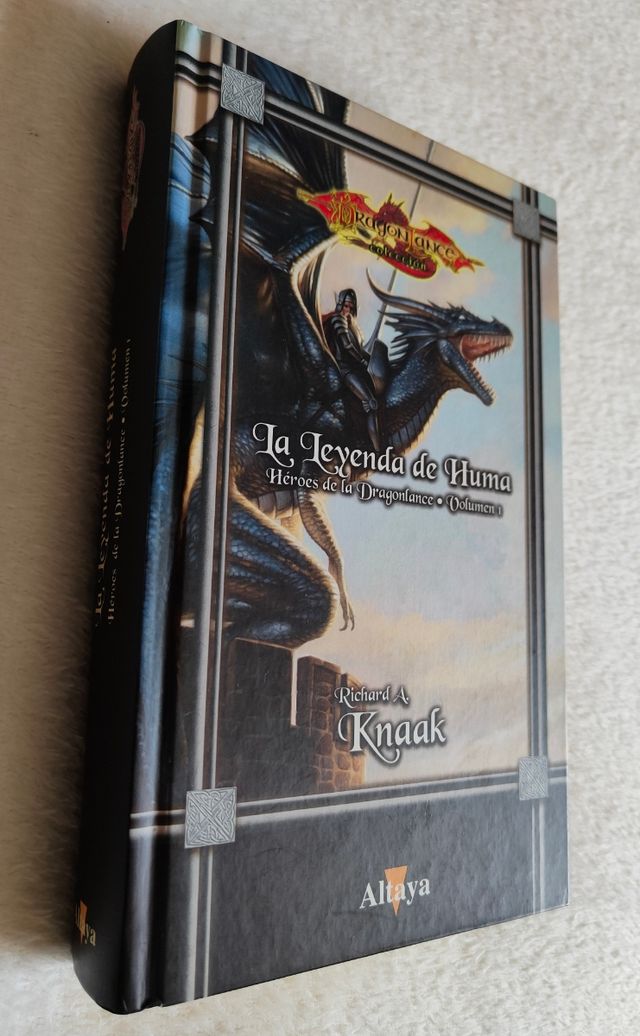 DRAGONLANCE
colección
La Leyenda de Huma
Héroes de la Dragonlance • Volumen 1
Richard A.
Knaak
Altaya
La Leyenda de Huma
Héroes de la Dragonlance • Volumen 1
Altaya